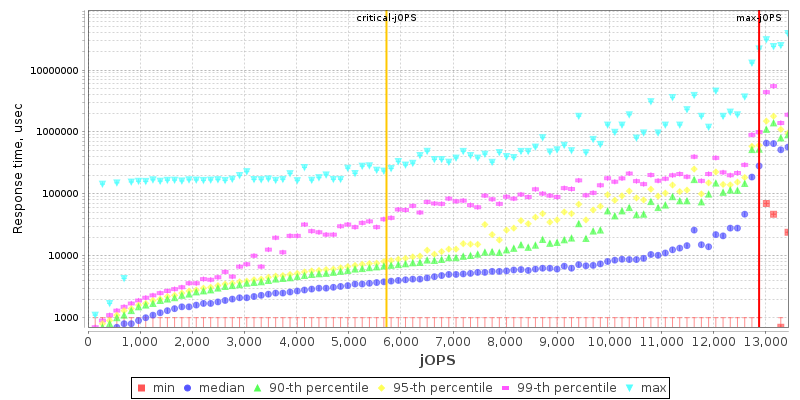 critical-jOPS max-jOPS
Response time, usec
10000000
1000000
100000
10000
1000
0 1,000 2,000 3,000 4,000 5,000 6,000 7,000 8,000 9,000 10,000 11,000 12,000 13,000
jOPS
min median 90-th percentile 95-th percentile 99-th percentile max